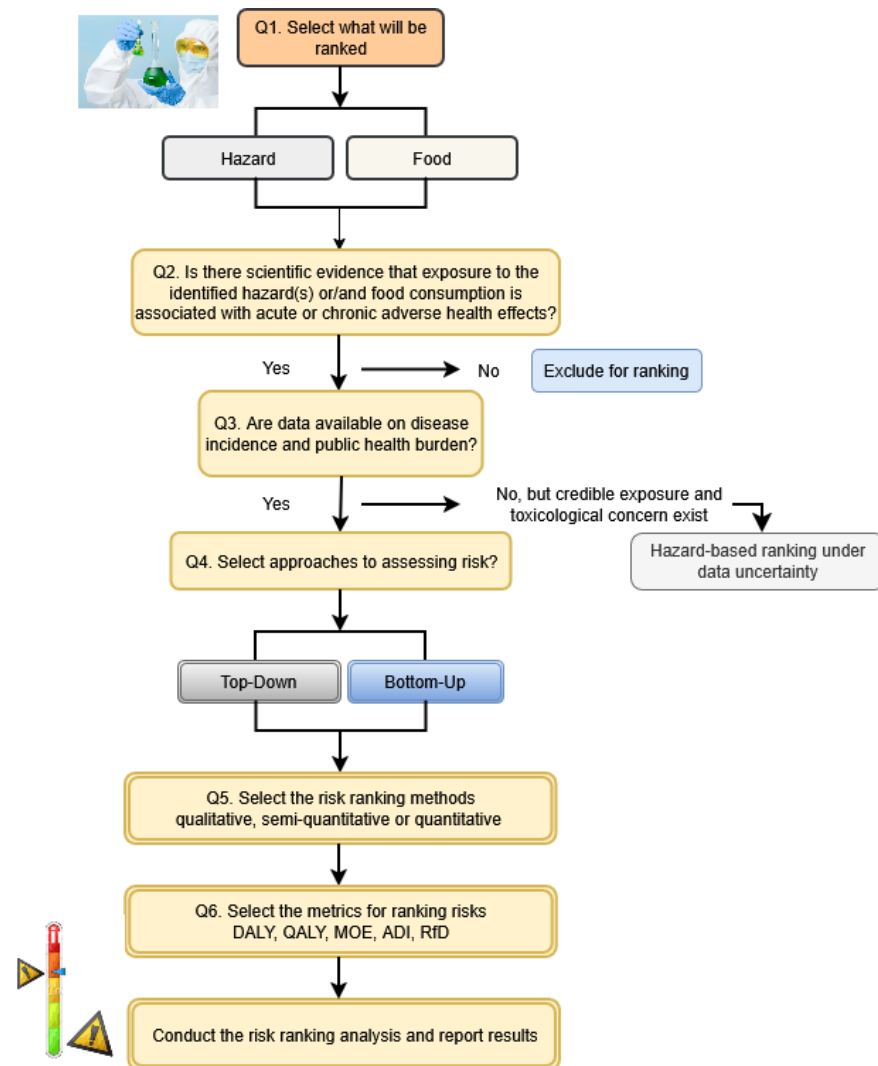 Q1. Select what will be
ranked
Hazard
Food
Q2. Is there scientific evidence that exposure to the
identified hazard(s) or/and food consumption is
associated with acute or chronic adverse health effects?
Yes
No
Exclude for ranking
Q3. Are data available on disease
incidence and public health burden?
Yes
No, but credible exposure and
toxicological concern exist
Hazard-based ranking under
data uncertainty
Q4. Select approaches to assessing risk?
Top-Down
Bottom-Up
Q5. Select the risk ranking methods
qualitative, semi-quantitative or quantitative
Q6. Select the metrics for ranking risks
DALY, QALY, MOE, ADI, RfD
Conduct the risk ranking analysis and report results